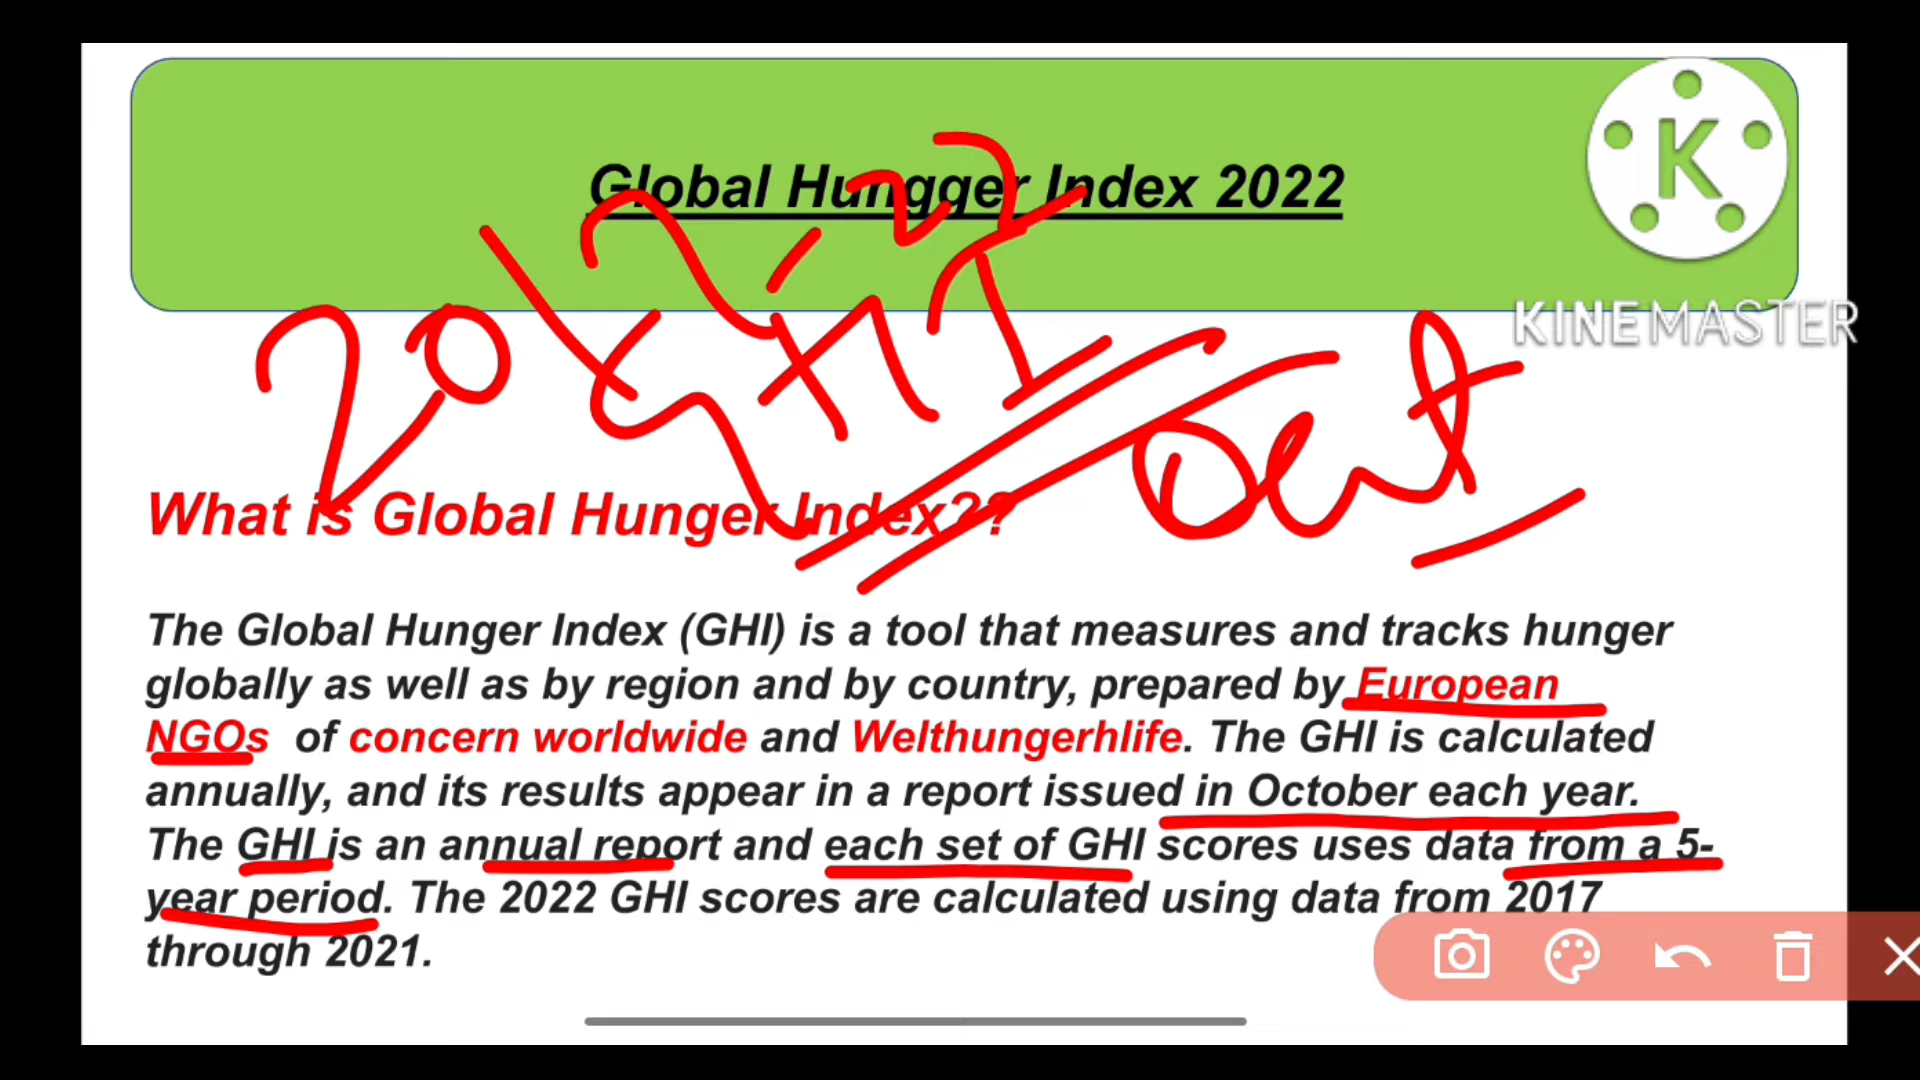 Global Hungger Index 2022
K
KINEMASTER
2022
GHI
What is Global Hunger Index??
The Global Hunger Index (GHI) is a tool that measures and tracks hunger
globally as well as by region and by country, prepared by European
NGOs of concern worldwide and Welthungerhlife. The GHI is calculated
annually, and its results appear in a report issued in October each year.
The GHI is an annual report and each set of GHI scores uses data from a 5-
year period. The 2022 GHI scores are calculated using data from 2017
through 2021.